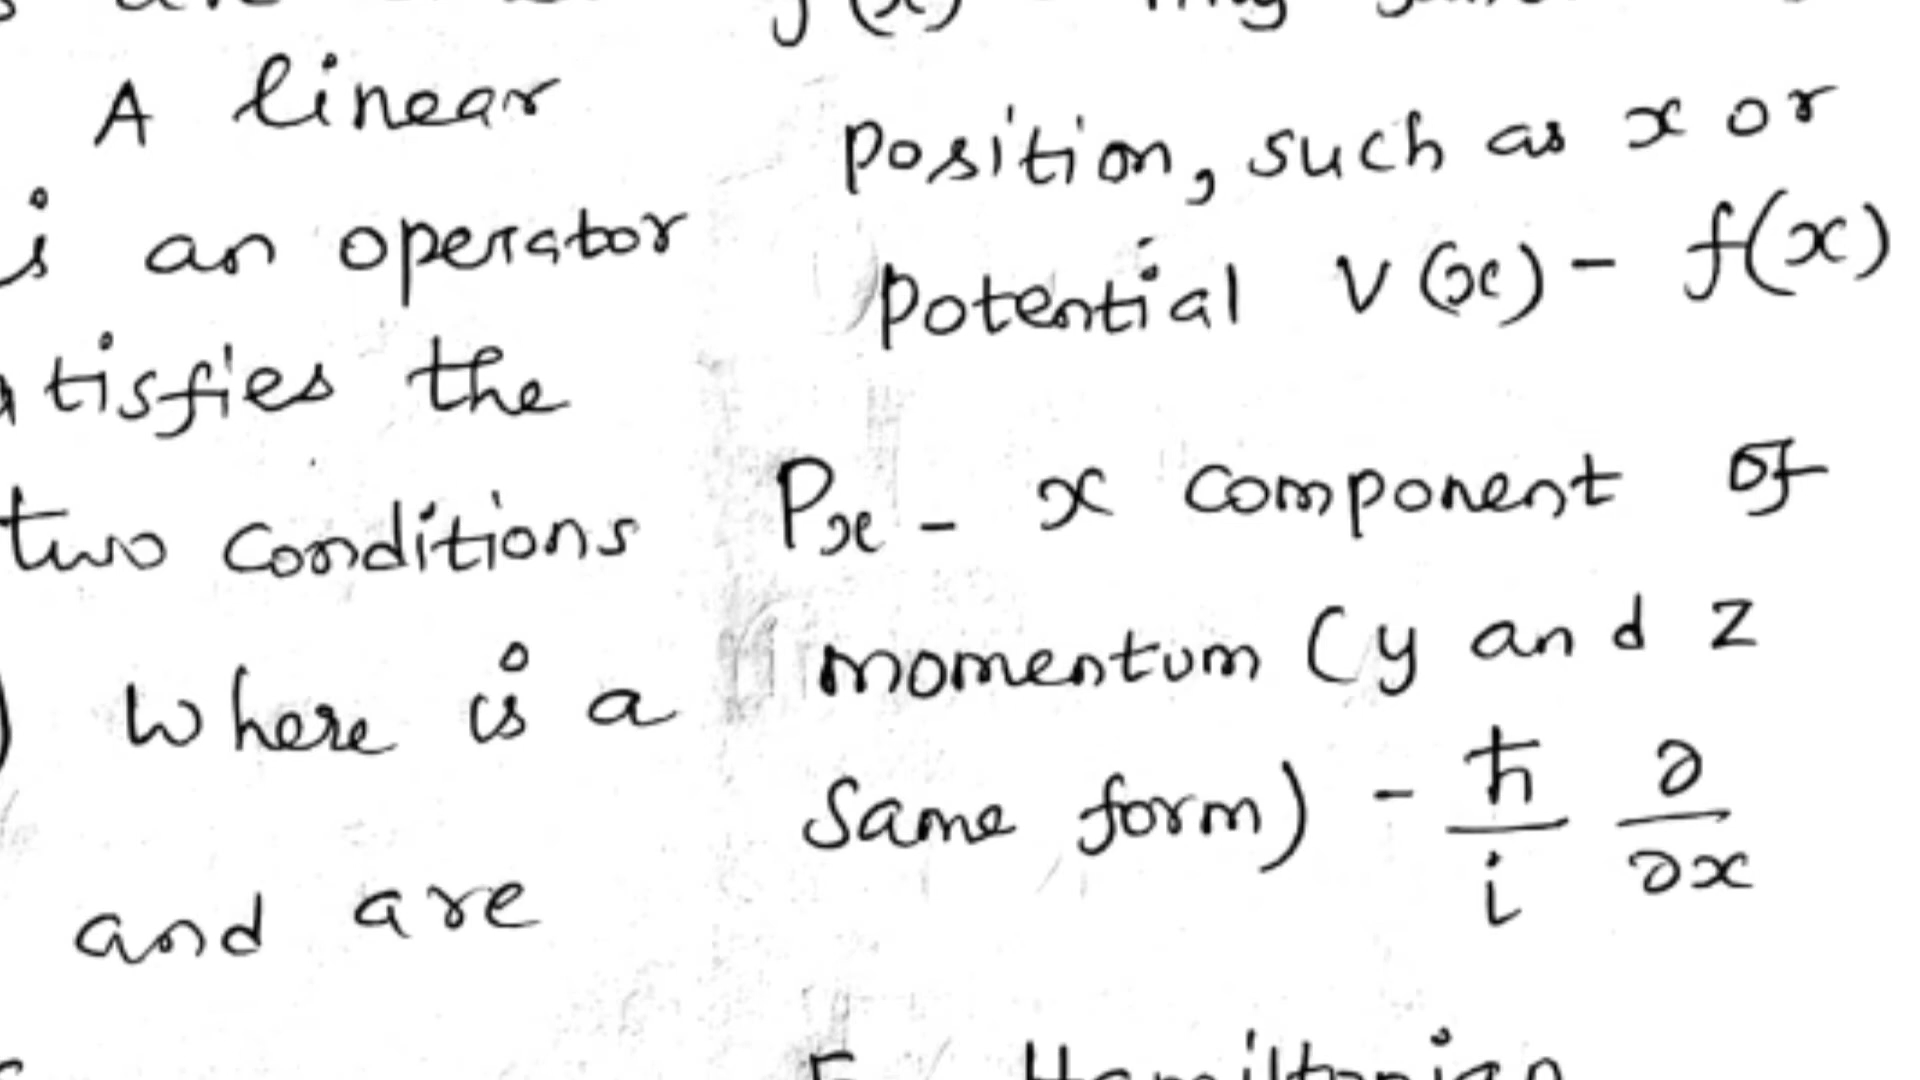 A linear
is an operator
tisfies the
two conditions
) where is a
and are
f(x)
position, such as x or
potential V(x) - f(x)
Px - x component of
momentum (y and z
same form) - ħ/i ∂/∂x
Hamiltonian